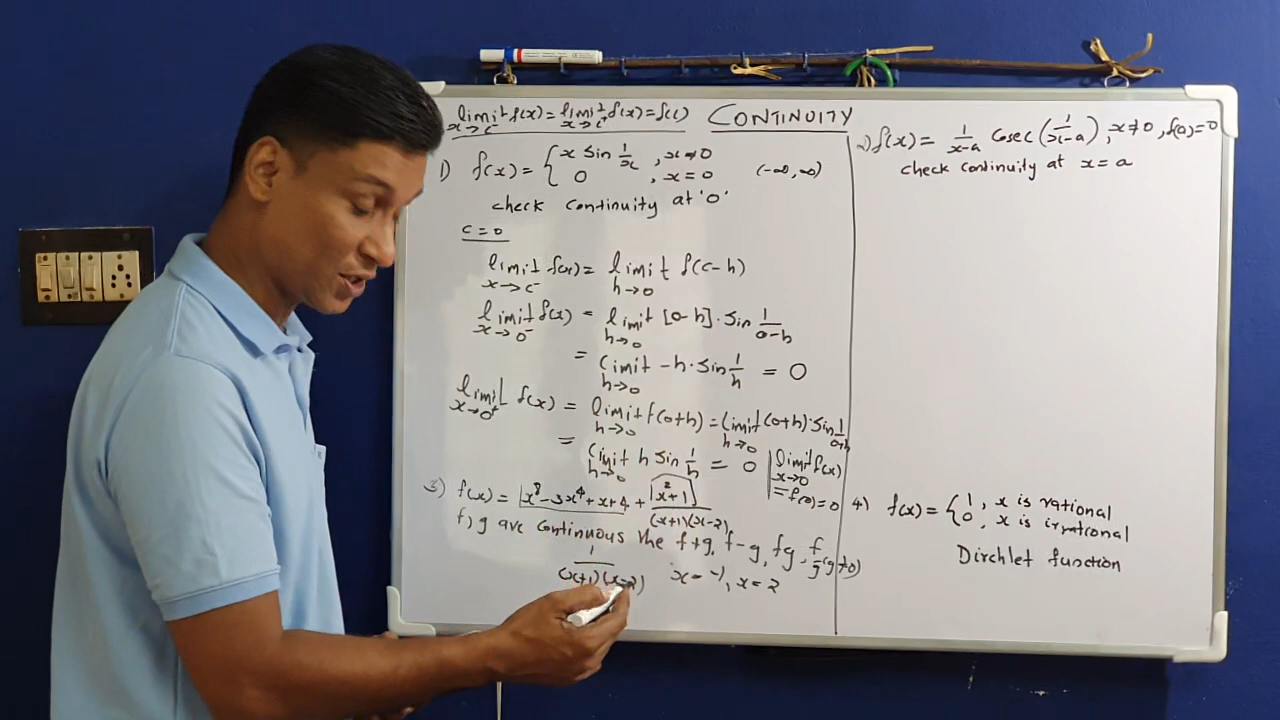 limit x→c⁻ f(x) = limit x→c⁺ f(x) = f(c)
CONTINUITY
1) f(x) = { x sin 1/x , x≠0
0 , x = 0 (-∞, ∞)
check continuity at '0'
c = 0
limit x→c⁻ f(x) = limit h→0 f(c-h)
limit x→0⁻ f(x) = limit h→0 [0-h] · sin 1/(0-h)
= limit h→0 -h · sin 1/h = 0
limit x→0⁺ f(x) = limit h→0 f(0+h) = limit h→0 (0+h) · sin 1/(0+h)
= limit h→0 h sin 1/h = 0
limit x→0 f(x)
= f(0) = 0
2) f(x) = 1/(x-a) cosec (1/(x-a)), x≠0, f(a)=0
check continuity at x = a
3) f(x) = x⁸ - 3x⁴ + x + 4 + (x²+1)/((x+1)(x-2))
f, g are continuous the f+g, f-g, fg, f/g (g≠0)
1/((x+1)(x-2)) x = -1, x = 2
4) f(x) = { 1 , x is rational
0 , x is irrational
Dirchlet function